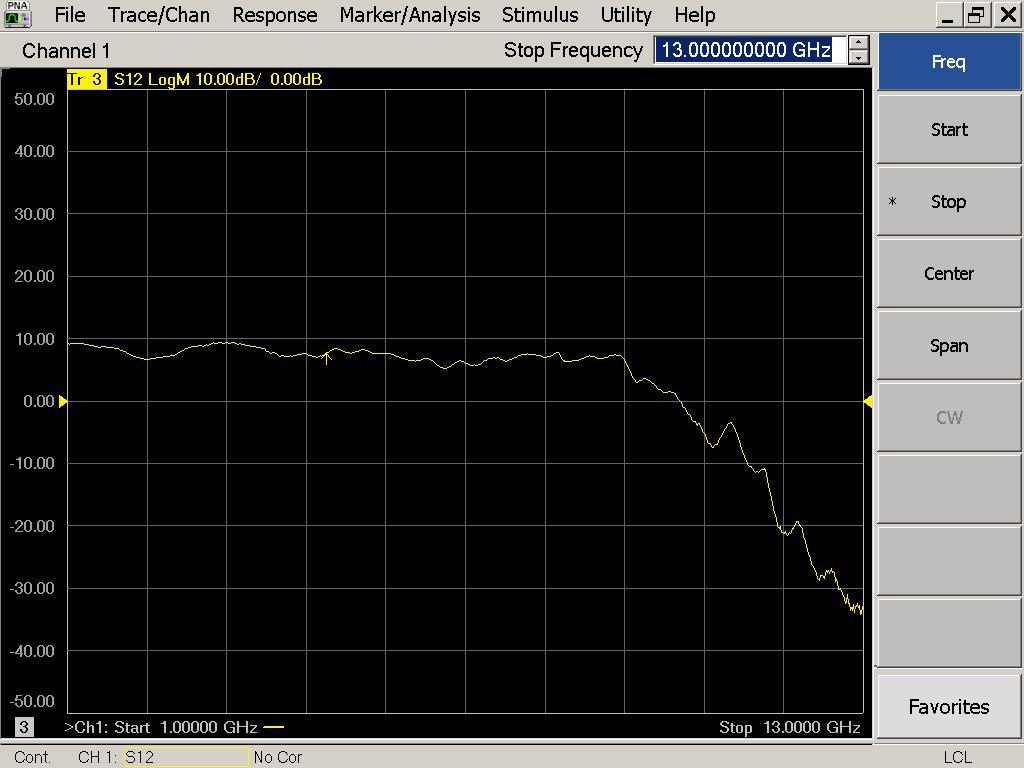 PNA File Trace/Chan Response Marker/Analysis Stimulus Utility Help
Channel 1 Stop Frequency 13.000000000 GHz
Freq
Tr 3 S12 LogM 10.00dB/ 0.00dB
50.00
40.00
30.00
20.00
10.00
0.00
-10.00
-20.00
-30.00
-40.00
-50.00
3 >Ch1: Start 1.00000 GHz Stop 13.0000 GHz
Start
* Stop
Center
Span
CW
Favorites
Cont. CH 1: S12 No Cor LCL